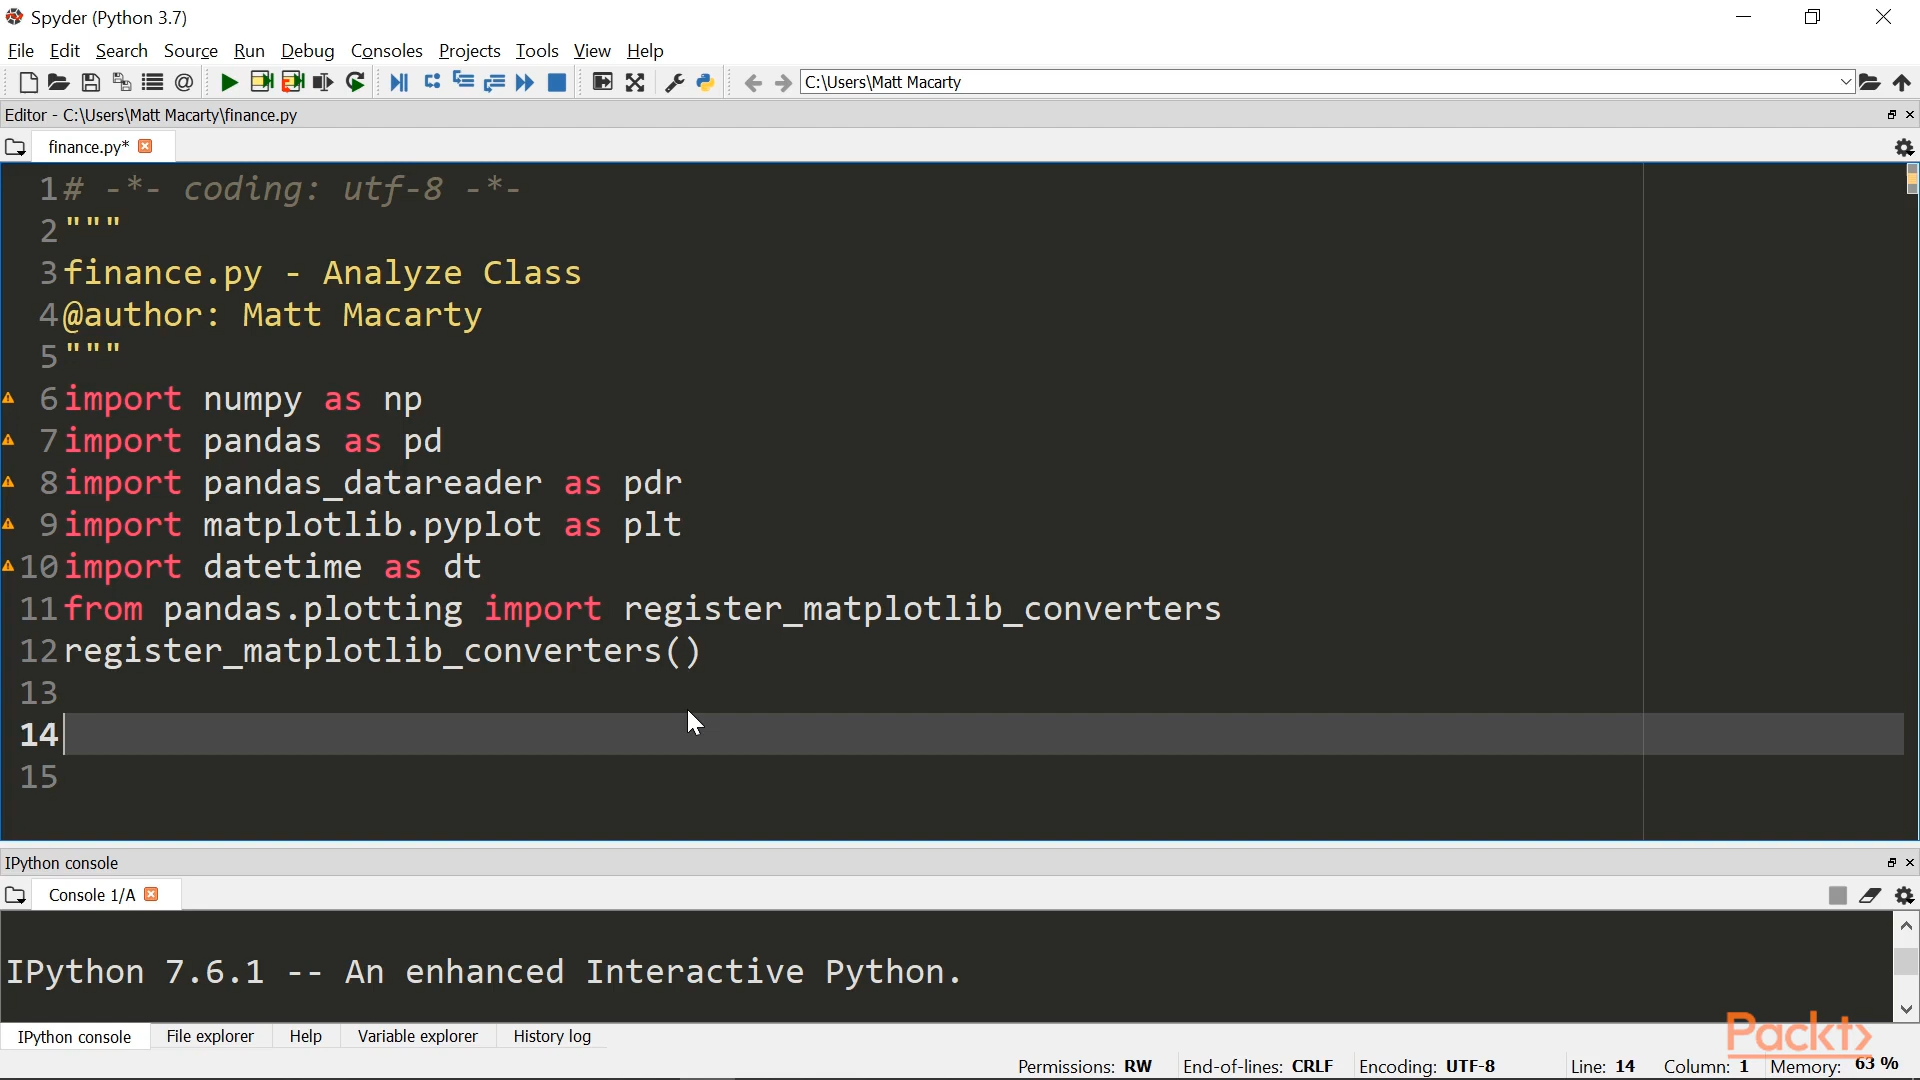 Spyder (Python 3.7)
File Edit Search Source Run Debug Consoles Projects Tools View Help
C:\Users\Matt Macarty
Editor - C:\Users\Matt Macarty\finance.py
finance.py*
1 # -*- coding: utf-8 -*-
2 """
3 finance.py - Analyze Class
4 @author: Matt Macarty
5 """
6 import numpy as np
7 import pandas as pd
8 import pandas_datareader as pdr
9 import matplotlib.pyplot as plt
10 import datetime as dt
11 from pandas.plotting import register_matplotlib_converters
12 register_matplotlib_converters()
13
14
15
IPython console
Console 1/A
IPython 7.6.1 -- An enhanced Interactive Python.
Packt>
IPython console File explorer Help Variable explorer History log
Permissions: RW End-of-lines: CRLF Encoding: UTF-8 Line: 14 Column: 1 Memory: 63 %